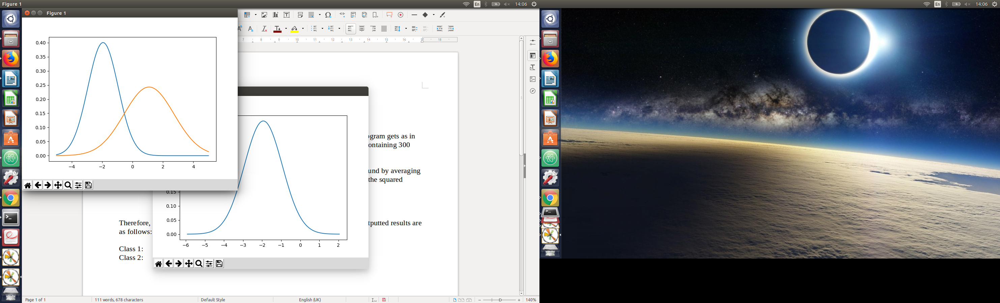 Figure 1
En
14:06
En
14:06
Figure 1
7 8 9 10 11 12 13 14 15 16 17 18
0.40
0.35
0.30
0.25
0.20
0.15
0.10
0.05
0.00
−4 −2 0 2 4
gram gets as in
ontaining 300
und by averaging
the squared
0.15
0.10
0.05
0.00
−6 −5 −4 −3 −2 −1 0 1 2
Therefore,
tputted results are
as follows:
Class 1:
Class 2:
Page 1 of 1
111 words, 678 characters
Default Style
English (UK)
140%